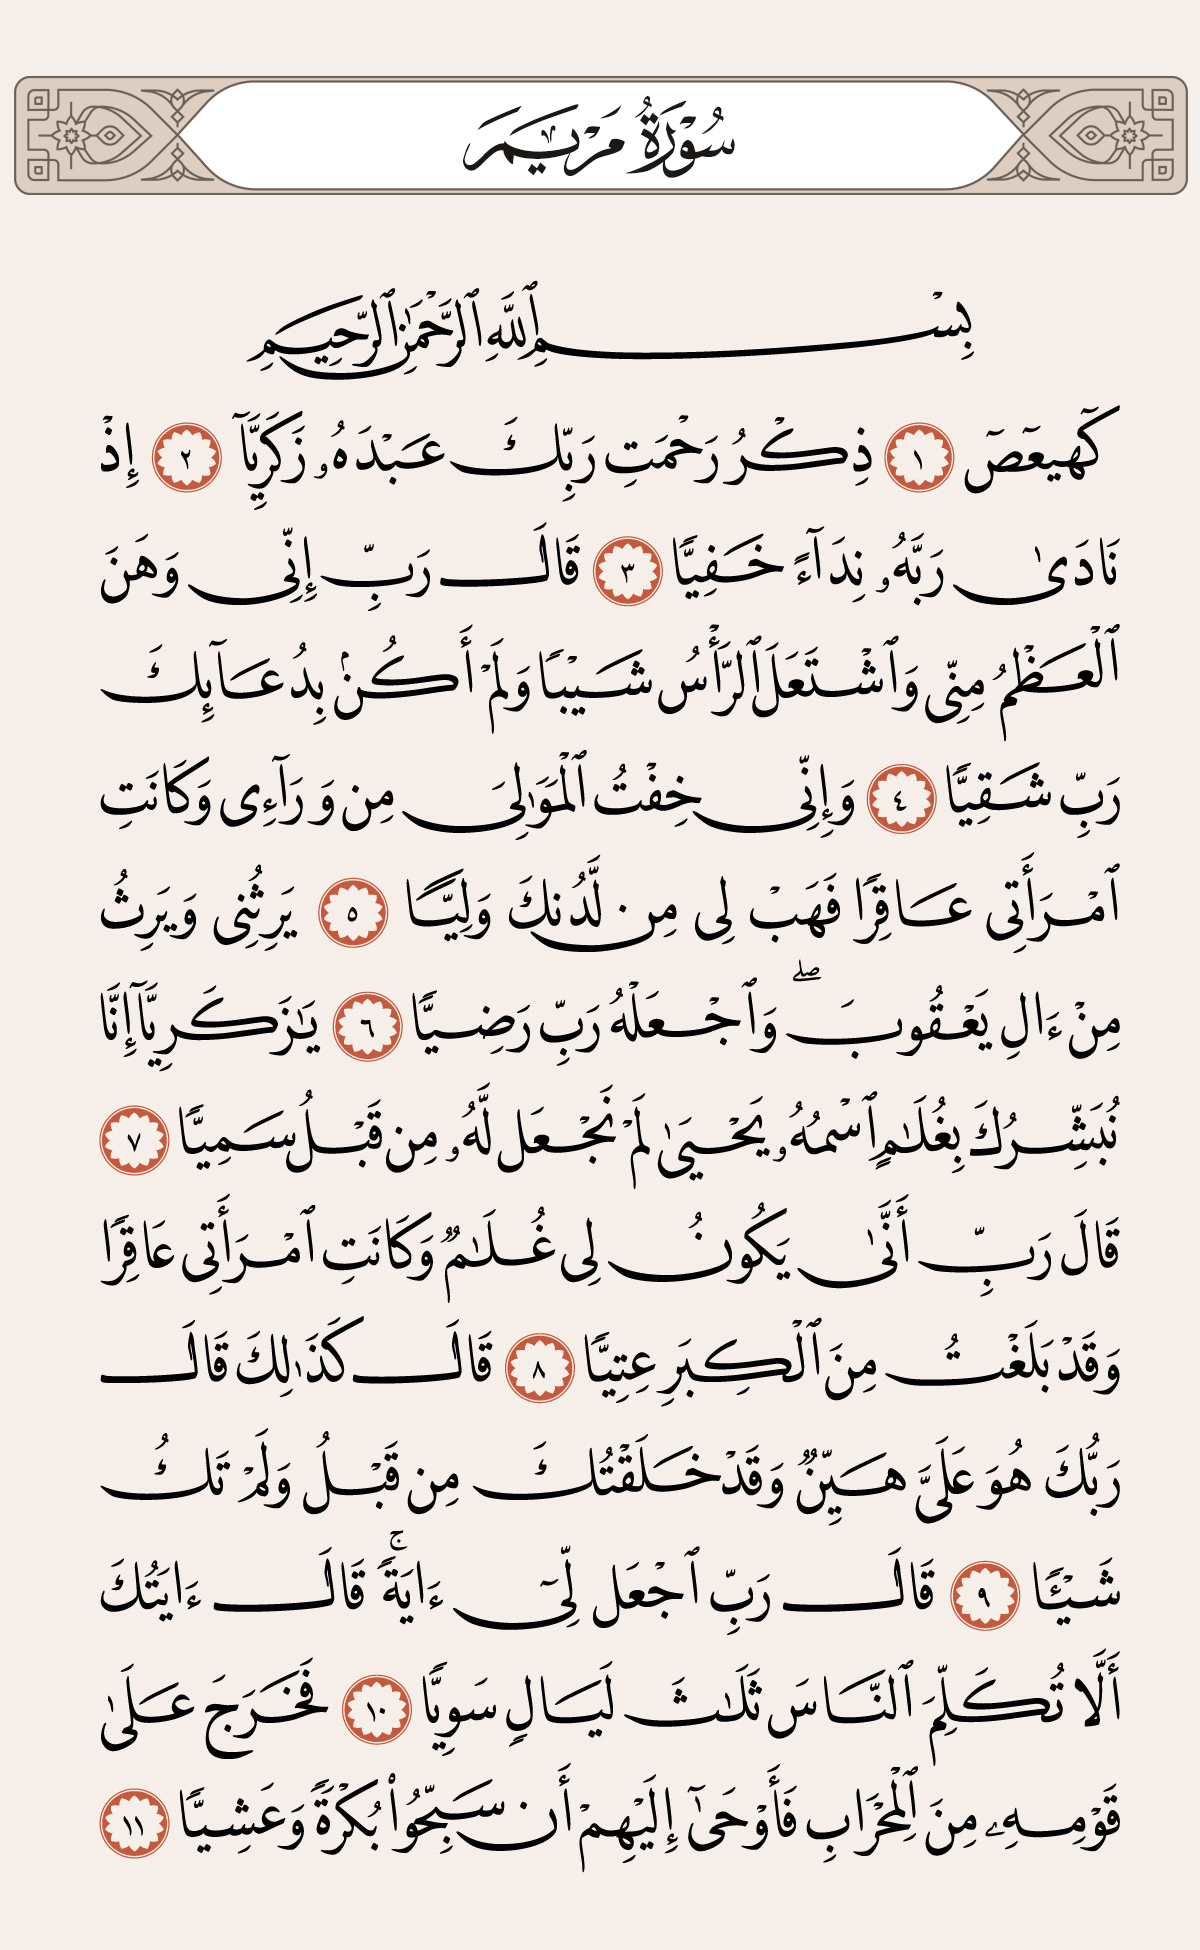 سُورَةُ مَرْيَمَ
بِسْمِ ٱللَّهِ ٱلرَّحْمَٰنِ ٱلرَّحِيمِ
كٓهيعٓصٓ ١ ذِكْرُ رَحْمَتِ رَبِّكَ عَبْدَهُۥ زَكَرِيَّآ ٢ إِذْ
نَادَىٰ رَبَّهُۥ نِدَآءً خَفِيًّا ٣ قَالَ رَبِّ إِنِّى وَهَنَ
ٱلْعَظْمُ مِنِّى وَٱشْتَعَلَ ٱلرَّأْسُ شَيْبًا وَلَمْ أَكُنۢ بِدُعَآئِكَ
رَبِّ شَقِيًّا ٤ وَإِنِّى خِفْتُ ٱلْمَوَٰلِىَ مِن وَرَآءِى وَكَانَتِ
ٱمْرَأَتِى عَاقِرًا فَهَبْ لِى مِن لَّدُنكَ وَلِيًّا ٥ يَرِثُنِى وَيَرِثُ
مِنْ ءَالِ يَعْقُوبَ ۖ وَٱجْعَلْهُ رَبِّ رَضِيًّا ٦ يَٰزَكَرِيَّآ إِنَّا
نُبَشِّرُكَ بِغُلَٰمٍ ٱسْمُهُۥ يَحْيَىٰ لَمْ نَجْعَل لَّهُۥ مِن قَبْلُ سَمِيًّا ٧
قَالَ رَبِّ أَنَّىٰ يَكُونُ لِى غُلَٰمٌ وَكَانَتِ ٱمْرَأَتِى عَاقِرًا
وَقَدْ بَلَغْتُ مِنَ ٱلْكِبَرِ عِتِيًّا ٨ قَالَ كَذَٰلِكَ قَالَ
رَبُّكَ هُوَ عَلَىَّ هَيِّنٌ وَقَدْ خَلَقْتُكَ مِن قَبْلُ وَلَمْ تَكُ
شَيْـًٔا ٩ قَالَ رَبِّ ٱجْعَل لِّىٓ ءَايَةً ۚ قَالَ ءَايَتُكَ
أَلَّا تُكَلِّمَ ٱلنَّاسَ ثَلَٰثَ لَيَالٍ سَوِيًّا ١٠ فَخَرَجَ عَلَىٰ
قَوْمِهِۦ مِنَ ٱلْمِحْرَابِ فَأَوْحَىٰٓ إِلَيْهِمْ أَن سَبِّحُوا۟ بُكْرَةً وَعَشِيًّا ١١